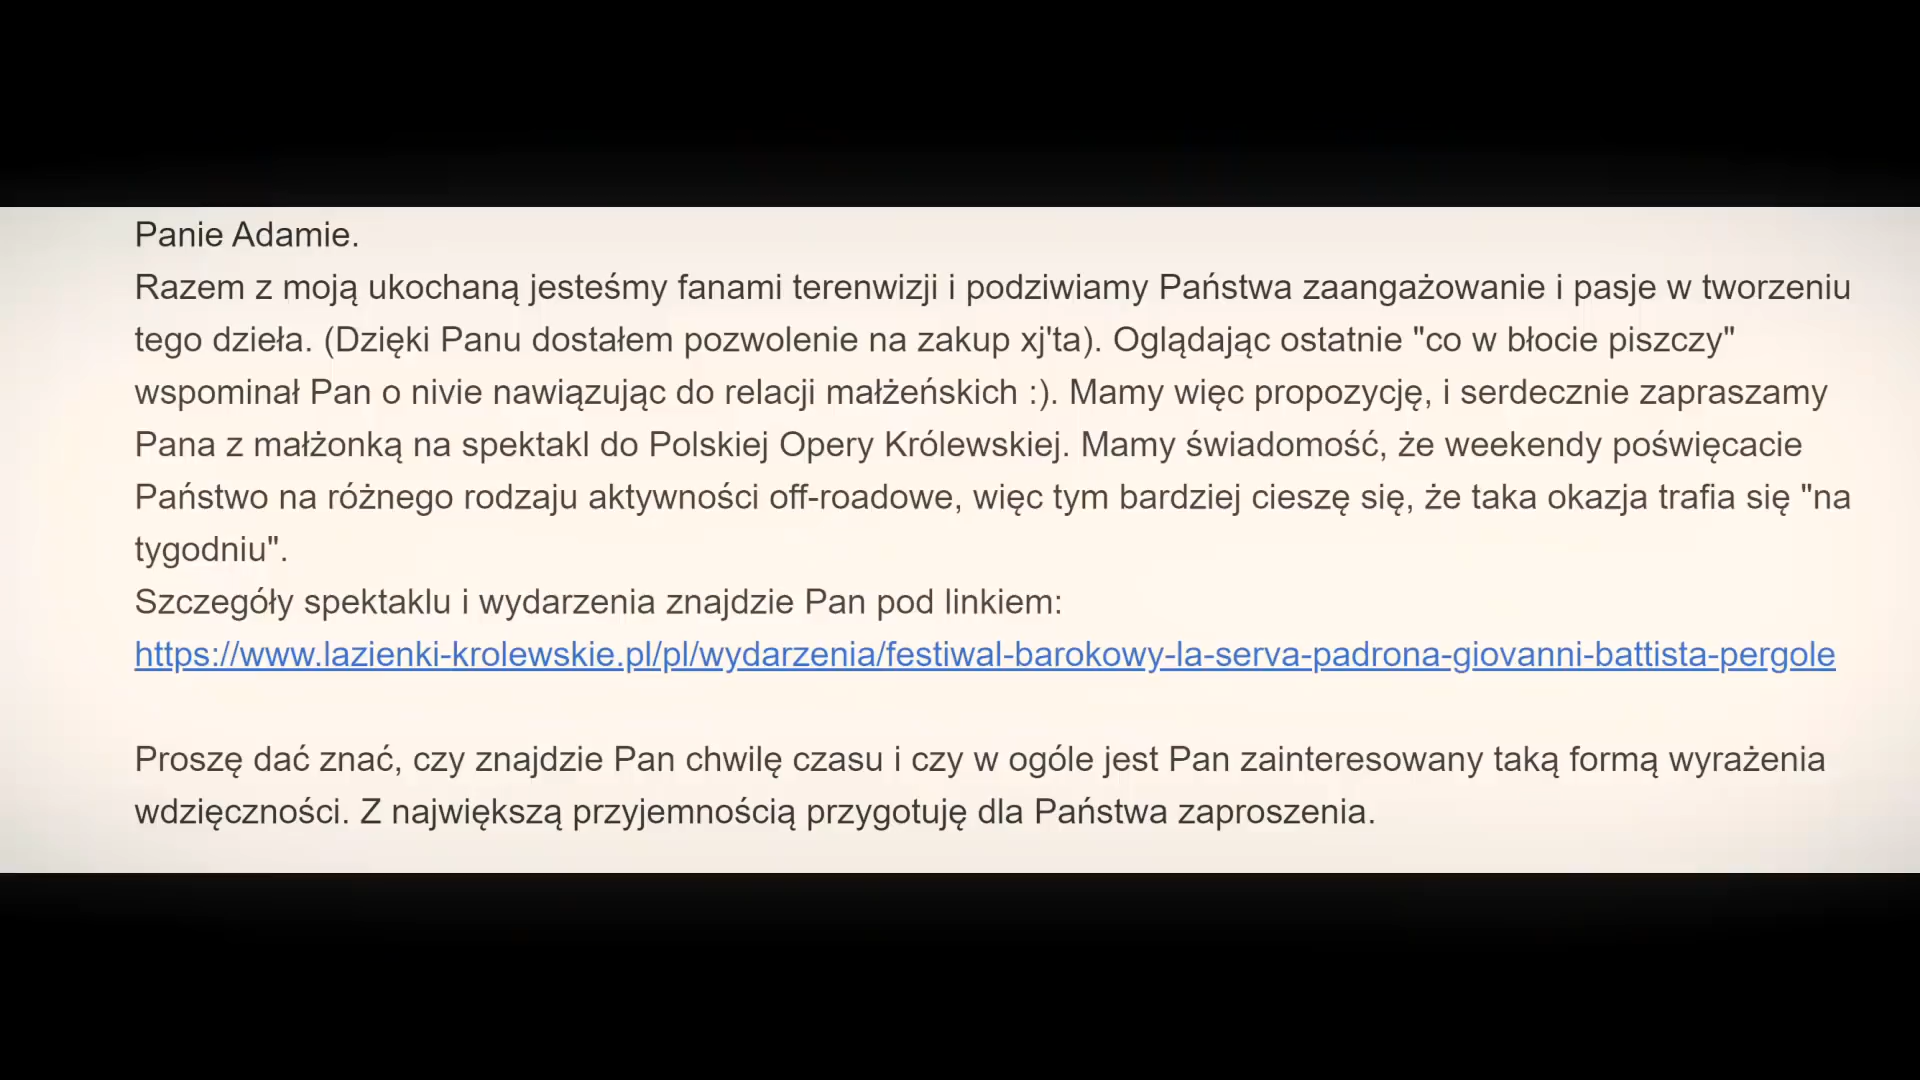 Panie Adamie.
Razem z moją ukochaną jesteśmy fanami terenwizji i podziwiamy Państwa zaangażowanie i pasje w tworzeniu
tego dzieła. (Dzięki Panu dostałem pozwolenie na zakup xj'ta). Oglądając ostatnie "co w błocie piszczy"
wspominał Pan o nivie nawiązując do relacji małżeńskich :). Mamy więc propozycję, i serdecznie zapraszamy
Pana z małżonką na spektakl do Polskiej Opery Królewskiej. Mamy świadomość, że weekendy poświęcacie
Państwo na różnego rodzaju aktywności off-roadowe, więc tym bardziej cieszę się, że taka okazja trafia się "na
tygodniu".
Szczegóły spektaklu i wydarzenia znajdzie Pan pod linkiem:
https://www.lazienki-krolewskie.pl/pl/wydarzenia/festiwal-barokowy-la-serva-padrona-giovanni-battista-pergole
Proszę dać znać, czy znajdzie Pan chwilę czasu i czy w ogóle jest Pan zainteresowany taką formą wyrażenia
wdzięczności. Z największą przyjemnością przygotuję dla Państwa zaproszenia.